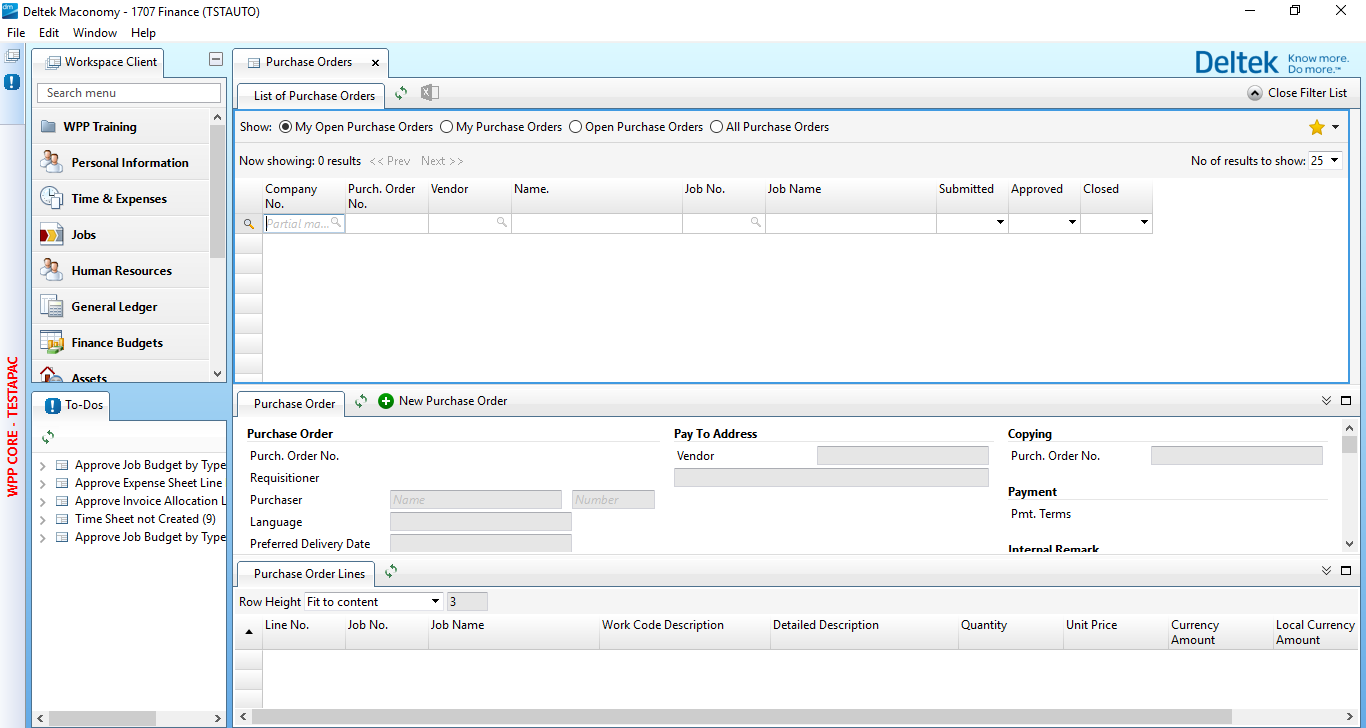 dm Deltek Maconomy - 1707 Finance (TSTAUTO)
File Edit Window Help
Workspace Client
Purchase Orders
Deltek Know more. Do more.™
Search menu
List of Purchase Orders
Close Filter List
WPP Training
Personal Information
Time & Expenses
Jobs
Human Resources
General Ledger
Finance Budgets
Assets
Show: My Open Purchase Orders My Purchase Orders Open Purchase Orders All Purchase Orders
Now showing: 0 results << Prev Next >>
No of results to show: 25
Company No. Purch. Order No. Vendor Name. Job No. Job Name Submitted Approved Closed
Partial ma...
WPP CORE - TESTAPAC
To-Dos
Approve Job Budget by Type
Approve Expense Sheet Line
Approve Invoice Allocation L
Time Sheet not Created (9)
Approve Job Budget by Type
Purchase Order
New Purchase Order
Purchase Order
Purch. Order No.
Requisitioner
Purchaser Name Number
Language
Preferred Delivery Date
Pay To Address
Vendor
Copying
Purch. Order No.
Payment
Pmt. Terms
Internal Remark
Purchase Order Lines
Row Height Fit to content 3
Line No. Job No. Job Name Work Code Description Detailed Description Quantity Unit Price Currency Amount Local Currency Amount